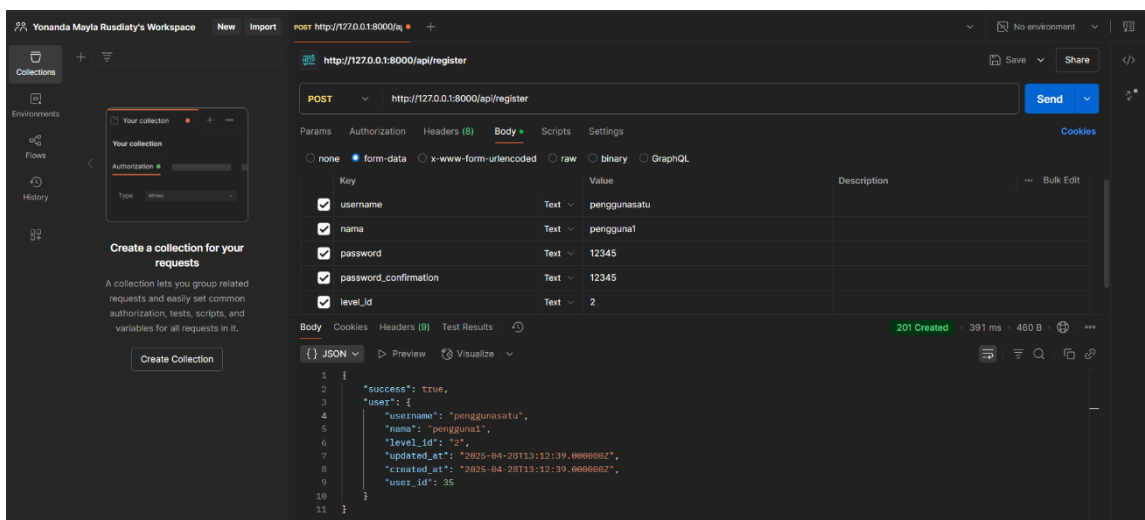 Yonanda Mayla Rusdiaty's Workspace New Import POST http://127.0.0.1:8000/ap No environment
Collections
Environments
Flows
History
Your collecton
Your collection
Authorization
Type API Key
Create a collection for your
requests
A collection lets you group related
requests and easily set common
authorization, tests, scripts, and
variables for all requests in it.
Create Collection
http://127.0.0.1:8000/api/register Save Share
POST http://127.0.0.1:8000/api/register Send
Params Authorization Headers (8) Body Scripts Settings Cookies
none form-data x-www-form-urlencoded raw binary GraphQL
Key Value Description Bulk Edit
username Text penggunasatu
nama Text pengguna1
password Text 12345
password_confirmation Text 12345
level_id Text 2
Body Cookies Headers (9) Test Results 201 Created 391 ms 460 B
{} JSON Preview Visualize
1 {
2 "success": true,
3 "user": {
4 "username": "penggunasatu",
5 "nama": "pengguna1",
6 "level_id": "2",
7 "updated_at": "2025-04-28T13:12:39.000000Z",
8 "created_at": "2025-04-28T13:12:39.000000Z",
9 "user_id": 35
10 }
11 }